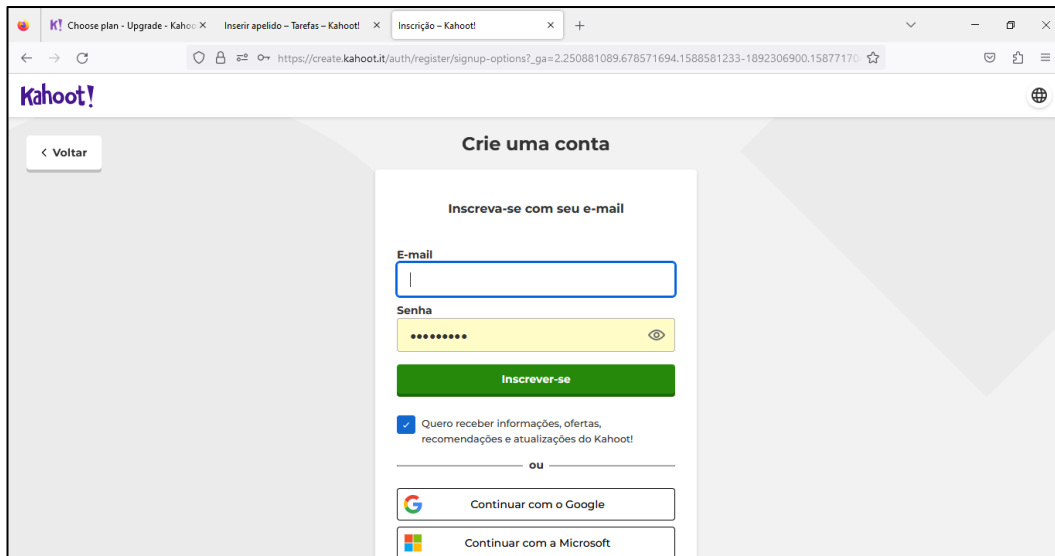 K! Choose plan - Upgrade - Kahoo
Inserir apelido – Tarefas – Kahoot!
Inscrição – Kahoot!
https://create.kahoot.it/auth/register/signup-options?_ga=2.250881089.678571694.1588581233-1892306900.15877170
Kahoot!
Voltar
Crie uma conta
Inscreva-se com seu e-mail
E-mail
Senha
Inscrever-se
Quero receber informações, ofertas,
recomendações e atualizações do Kahoot!
ou
Continuar com o Google
Continuar com a Microsoft